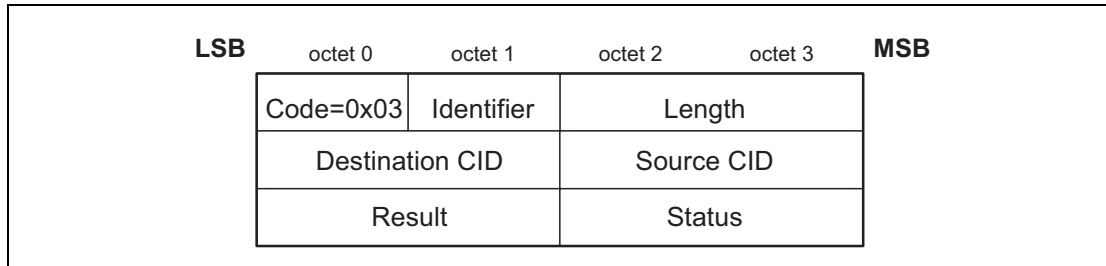 LSB octet 0 octet 1 octet 2 octet 3 MSB
Code=0x03 Identifier Length
Destination CID Source CID
Result Status